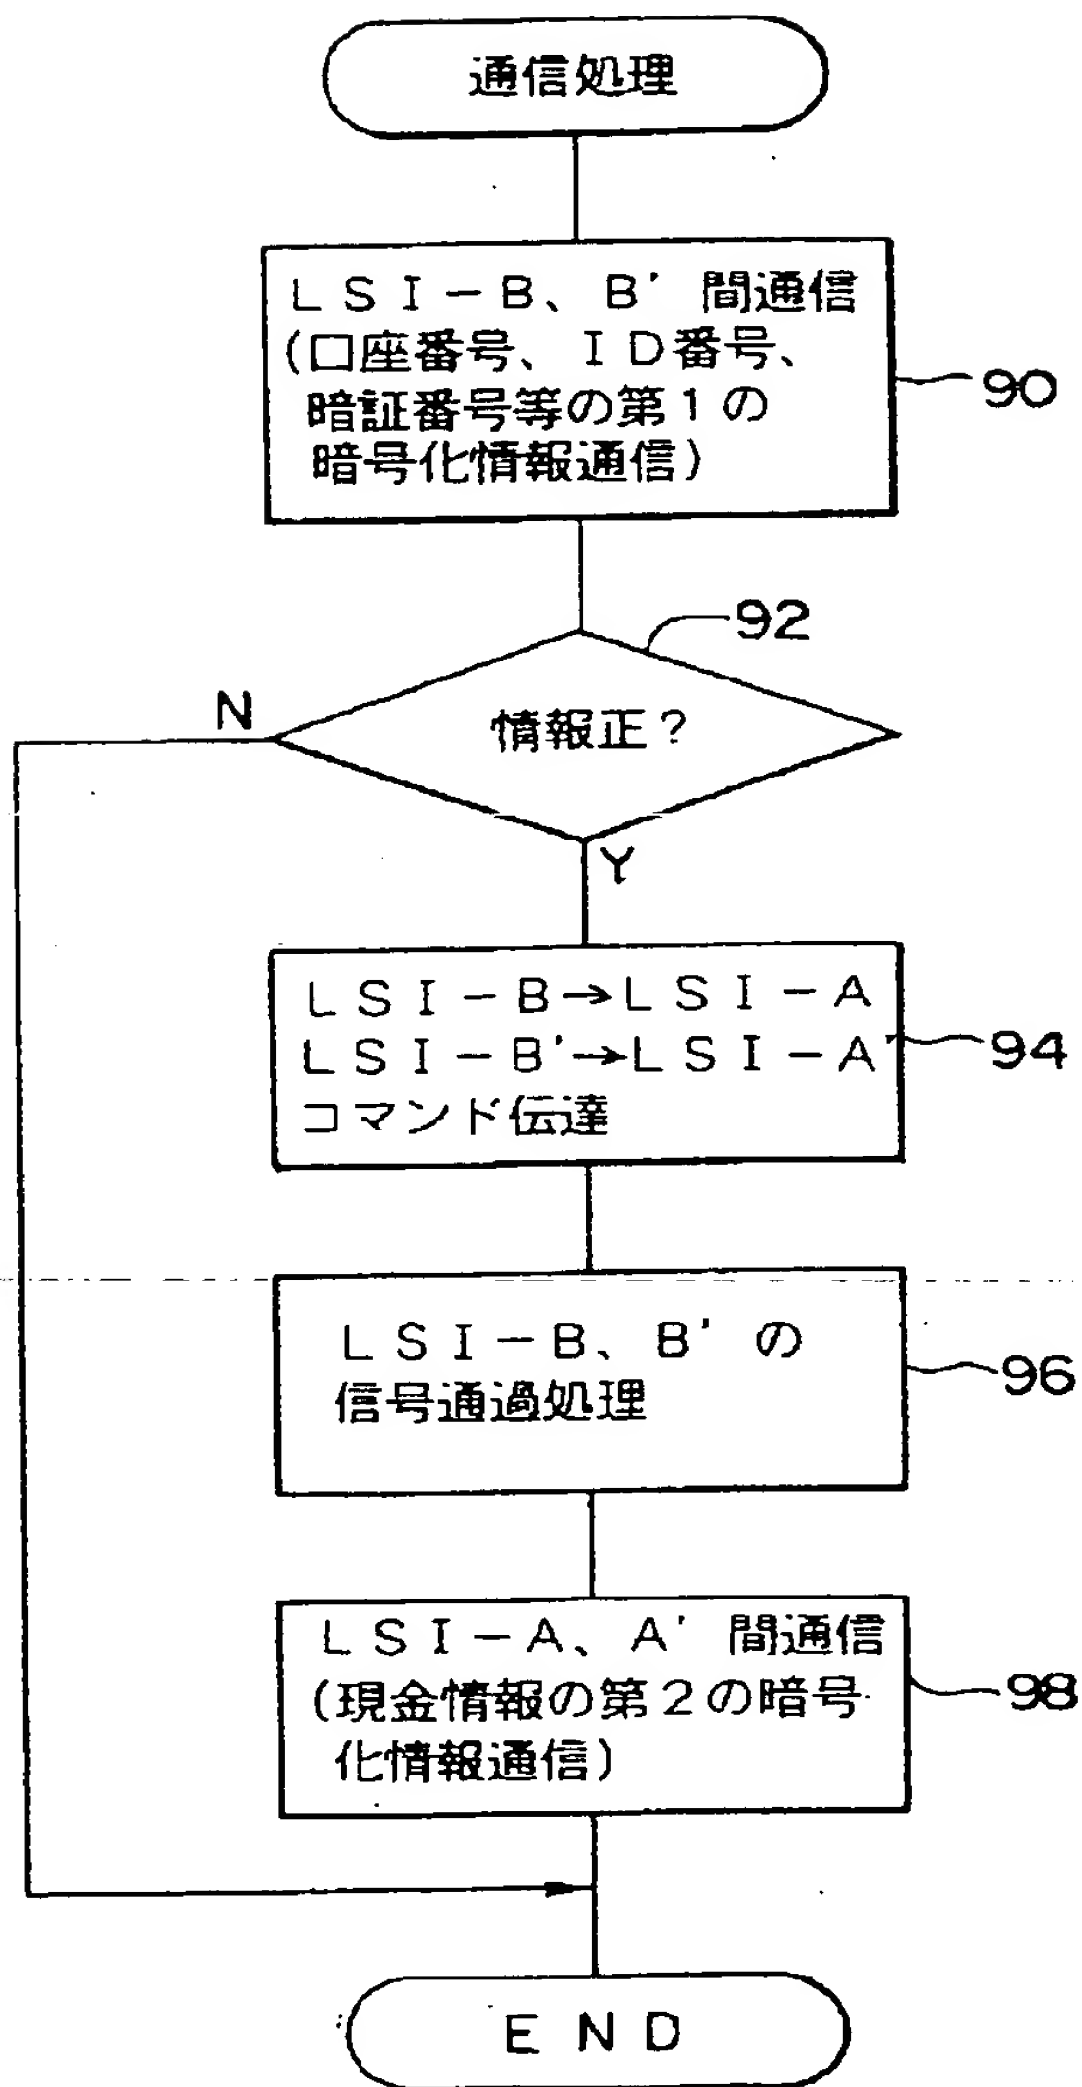 通信処理
LSI-B、B' 間通信
(口座番号、ID番号、
暗証番号等の第1の
暗号化情報通信)
90
92
N
情報正?
Y
LSI-B→LSI-A
LSI-B'→LSI-A'
コマンド伝達
94
LSI-B、B'の
信号通過処理
96
LSI-A、A' 間通信
(現金情報の第2の暗号
化情報通信)
98
END